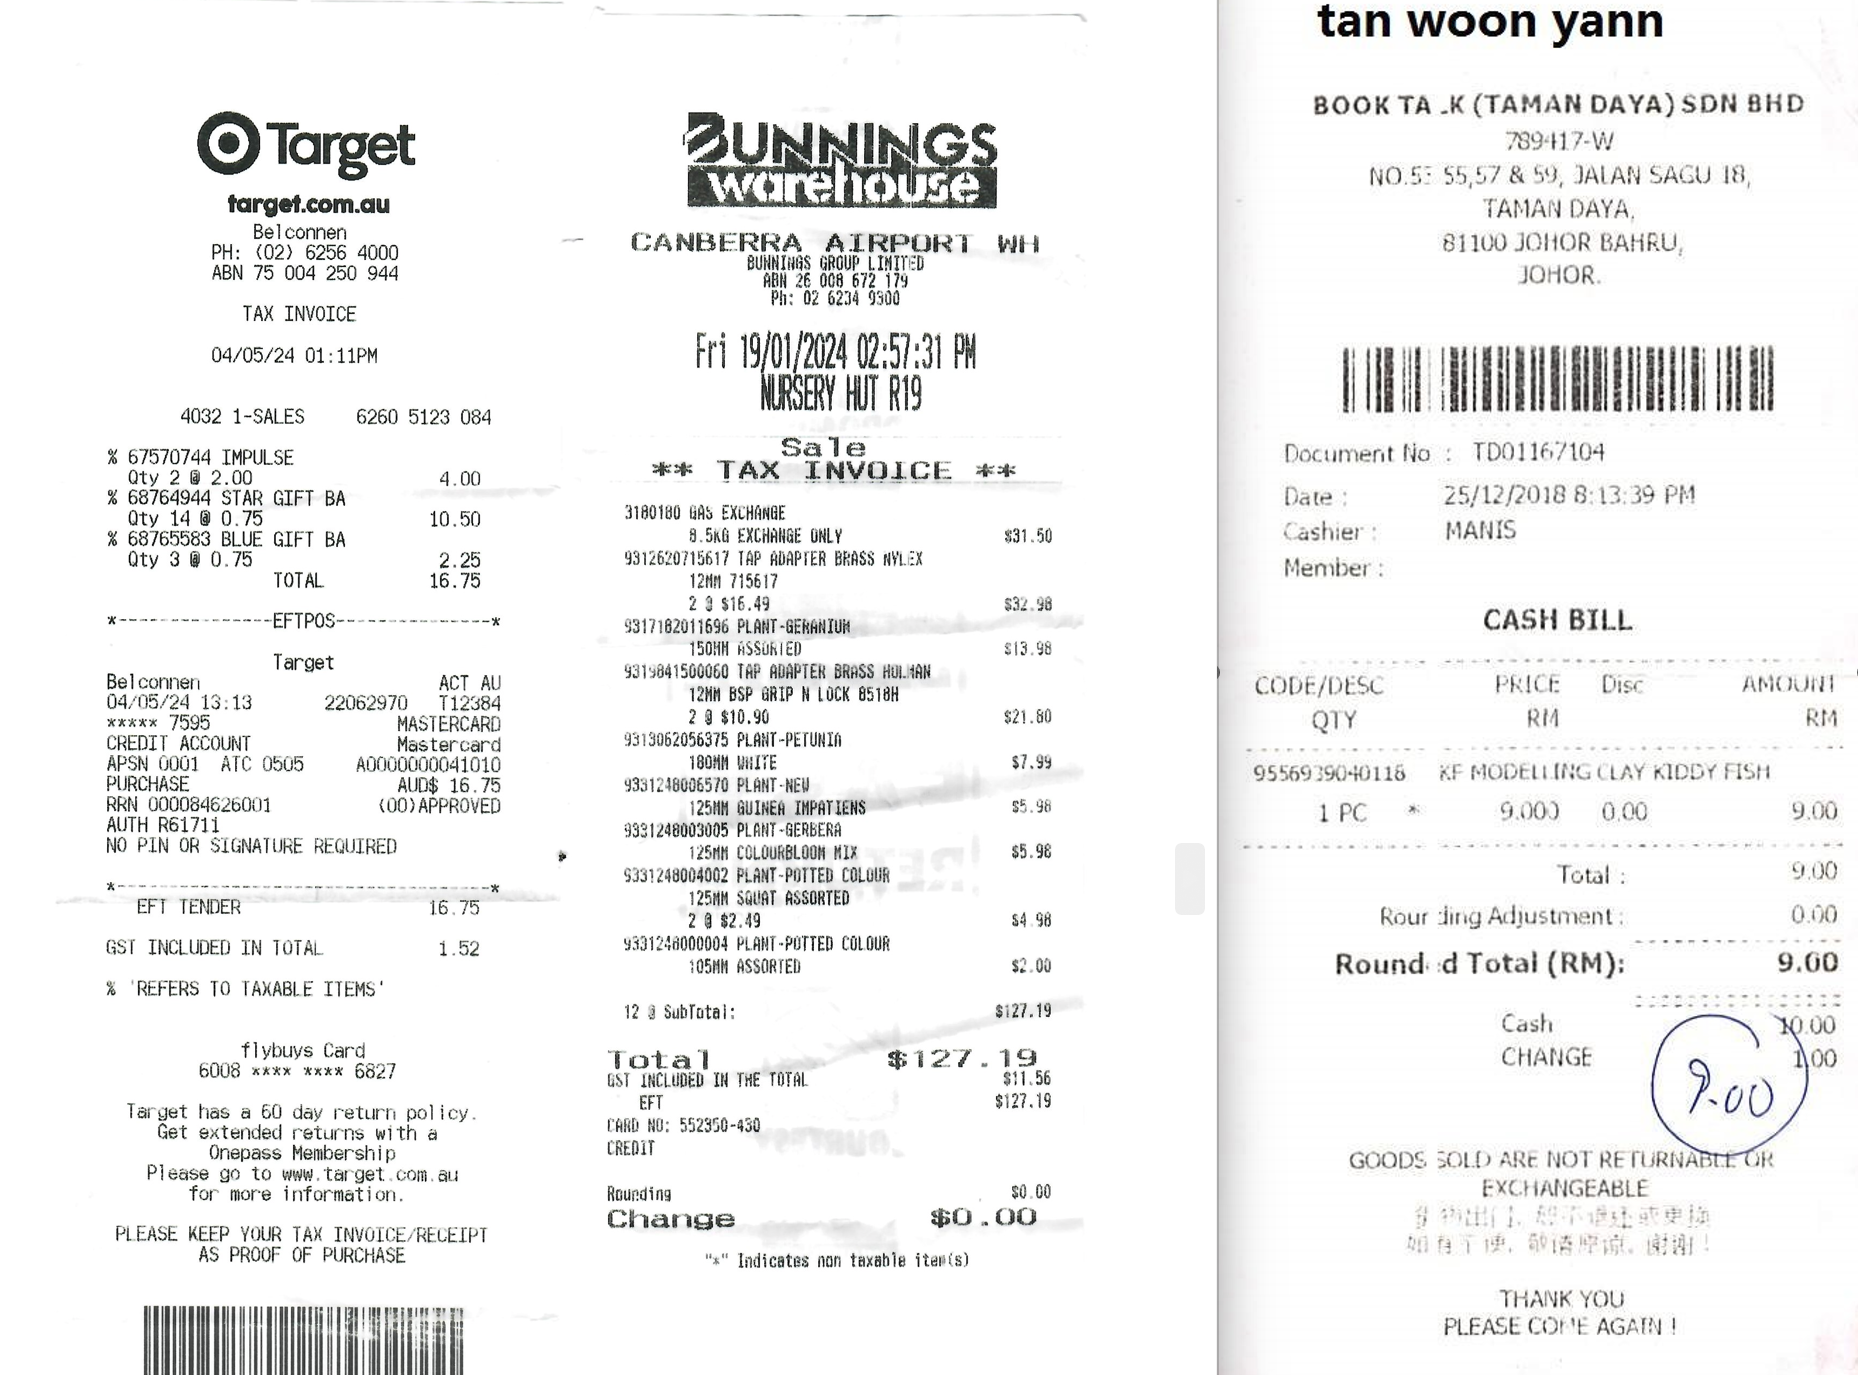 Target
target.com.au
Belconnen
PH: (02) 6256 4000
ABN 75 004 250 944
TAX INVOICE
04/05/24 01:11PM
4032 1-SALES 6260 5123 084
% 67570744 IMPULSE
Qty 2 @ 2.00 4.00
% 68764944 STAR GIFT BA
Qty 14 @ 0.75 10.50
% 68765583 BLUE GIFT BA
Qty 3 @ 0.75 2.25
TOTAL 16.75
*---------------EFTPOS---------------*
Target
Belconnen ACT AU
04/05/24 13:13 22062970 T12384
***** 7595 MASTERCARD
CREDIT ACCOUNT Mastercard
APSN 0001 ATC 0505 A0000000041010
PURCHASE AUD$ 16.75
RRN 000084626001 (00)APPROVED
AUTH R61711
NO PIN OR SIGNATURE REQUIRED
*------------------------------------*
EFT TENDER 16.75
GST INCLUDED IN TOTAL 1.52
% 'REFERS TO TAXABLE ITEMS'
flybuys Card
6008 **** **** 6827
Target has a 60 day return policy.
Get extended returns with a
Onepass Membership
Please go to www.target.com.au
for more information.
PLEASE KEEP YOUR TAX INVOICE/RECEIPT
AS PROOF OF PURCHASE
BUNNINGS
warehouse
CANBERRA AIRPORT WH
BUNNINGS GROUP LIMITED
ABN 26 008 672 179
Ph: 02 6234 9300
Fri 19/01/2024 02:57:31 PM
NURSERY HUT R19
Sale
** TAX INVOICE **
3180180 GAS EXCHANGE
8.5KG EXCHANGE ONLY $31.50
9312620715617 TAP ADAPTER BRASS NYLEX
12MM 715617
2 @ $16.49 $32.98
9317182011696 PLANT-GERANIUM
150MM ASSORTED $13.98
9319841500060 TAP ADAPTER BRASS HOLMAN
12MM BSP GRIP N LOCK 8518H
2 @ $10.90 $21.80
9313062056375 PLANT-PETUNIA
180MM WHITE $7.99
9331248006570 PLANT-NEW
125MM GUINEA IMPATIENS $5.98
9331248003005 PLANT-GERBERA
125MM COLOURBLOOM MIX $5.98
9331248004002 PLANT-POTTED COLOUR
125MM SQUAT ASSORTED
2 @ $2.49 $4.98
9331248000004 PLANT-POTTED COLOUR
105MM ASSORTED $2.00
12 @ SubTotal: $127.19
Total $127.19
GST INCLUDED IN THE TOTAL $11.56
EFT $127.19
CARD NO: 552350-430
CREDIT
Rounding $0.00
Change $0.00
"*" Indicates non taxable item(s)
tan woon yann
BOOK TA .K (TAMAN DAYA) SDN BHD
789417-W
NO.53 55,57 & 59, JALAN SAGU 18,
TAMAN DAYA,
81100 JOHOR BAHRU,
JOHOR.
Document No : TD01167104
Date : 25/12/2018 8:13:39 PM
Cashier : MANIS
Member :
CASH BILL
CODE/DESC PRICE Disc AMOUNT
QTY RM RM
9556939040118 KF MODELLING CLAY KIDDY FISH
1 PC * 9.000 0.00 9.00
Total : 9.00
Rounding Adjustment : 0.00
Rounded Total (RM): 9.00
Cash 10.00
CHANGE 1.00
9.00
GOODS SOLD ARE NOT RETURNABLE OR
EXCHANGEABLE
THANK YOU
PLEASE COME AGAIN !